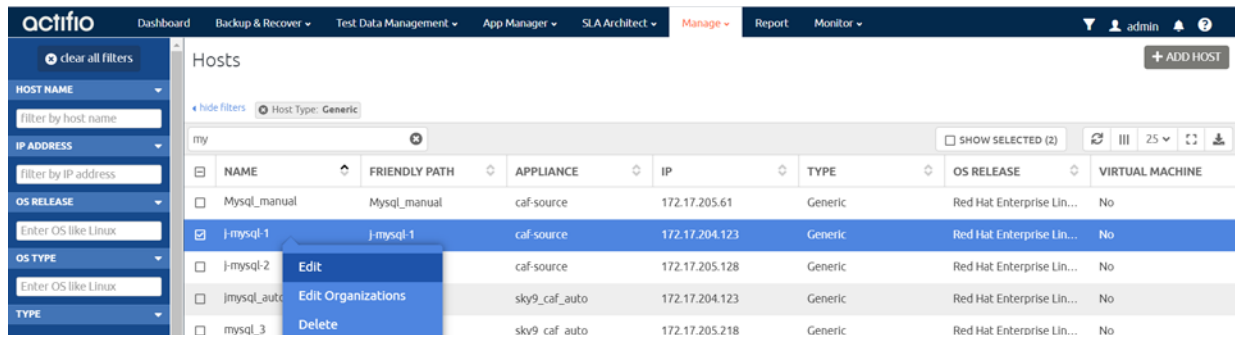 actifio Dashboard Backup & Recover Test Data Management App Manager SLA Architect Manage Report Monitor admin
clear all filters
Hosts
+ ADD HOST
HOST NAME
filter by host name
hide filters Host Type: Generic
my SHOW SELECTED (2) 25
IP ADDRESS
filter by IP address
NAME FRIENDLY PATH APPLIANCE IP TYPE OS RELEASE VIRTUAL MACHINE
OS RELEASE
Enter OS like Linux
Mysql_manual Mysql_manual caf-source 172.17.205.61 Generic Red Hat Enterprise Lin... No
j-mysql-1 j-mysql-1 caf-source 172.17.204.123 Generic Red Hat Enterprise Lin... No
OS TYPE
Enter OS like Linux
j-mysql-2 caf-source 172.17.205.128 Generic Red Hat Enterprise Lin... No
Edit
jmysql_auto sky9_caf_auto 172.17.204.123 Generic Red Hat Enterprise Lin... No
Edit Organizations
TYPE
mysql_3 sky9_caf_auto 172.17.205.218 Generic Red Hat Enterprise Lin... No
Delete